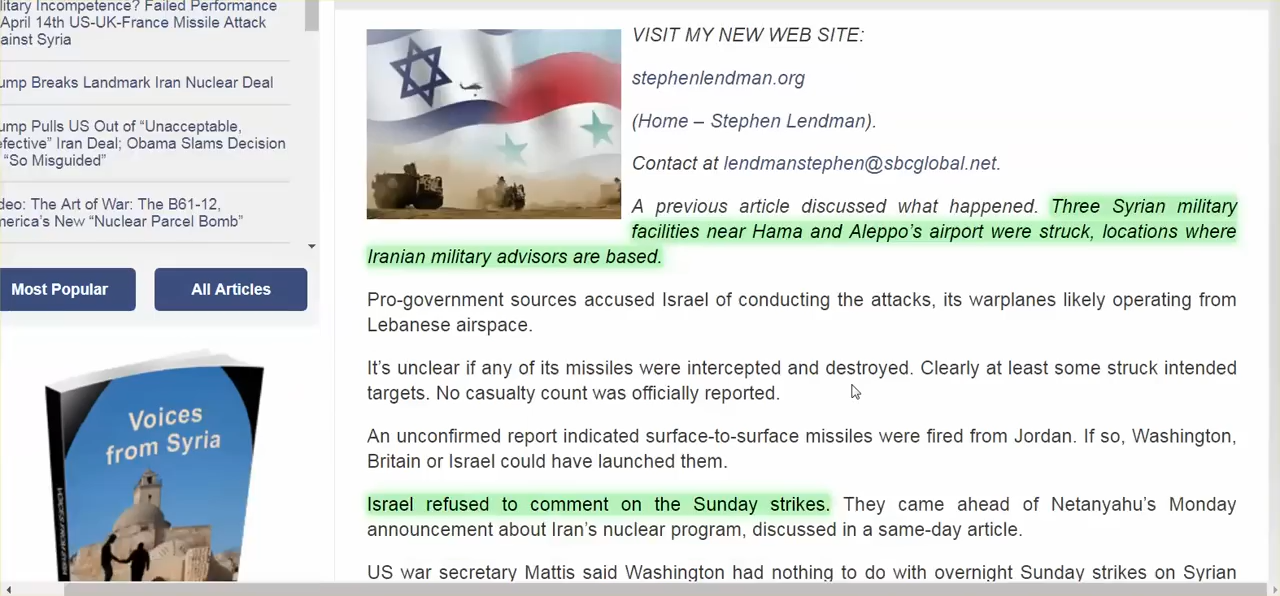 litary Incompetence? Failed Performance
April 14th US-UK-France Missile Attack
ainst Syria
ump Breaks Landmark Iran Nuclear Deal
ump Pulls US Out of “Unacceptable,
efective” Iran Deal; Obama Slams Decision
“So Misguided”
deo: The Art of War: The B61-12,
merica’s New “Nuclear Parcel Bomb”
Most Popular
All Articles
Voices
from Syria
VISIT MY NEW WEB SITE:
stephenlendman.org
(Home – Stephen Lendman).
Contact at lendmanstephen@sbcglobal.net.
A previous article discussed what happened. Three Syrian military
facilities near Hama and Aleppo’s airport were struck, locations where
Iranian military advisors are based.
Pro-government sources accused Israel of conducting the attacks, its warplanes likely operating from
Lebanese airspace.
It’s unclear if any of its missiles were intercepted and destroyed. Clearly at least some struck intended
targets. No casualty count was officially reported.
An unconfirmed report indicated surface-to-surface missiles were fired from Jordan. If so, Washington,
Britain or Israel could have launched them.
Israel refused to comment on the Sunday strikes. They came ahead of Netanyahu’s Monday
announcement about Iran’s nuclear program, discussed in a same-day article.
US war secretary Mattis said Washington had nothing to do with overnight Sunday strikes on Syrian